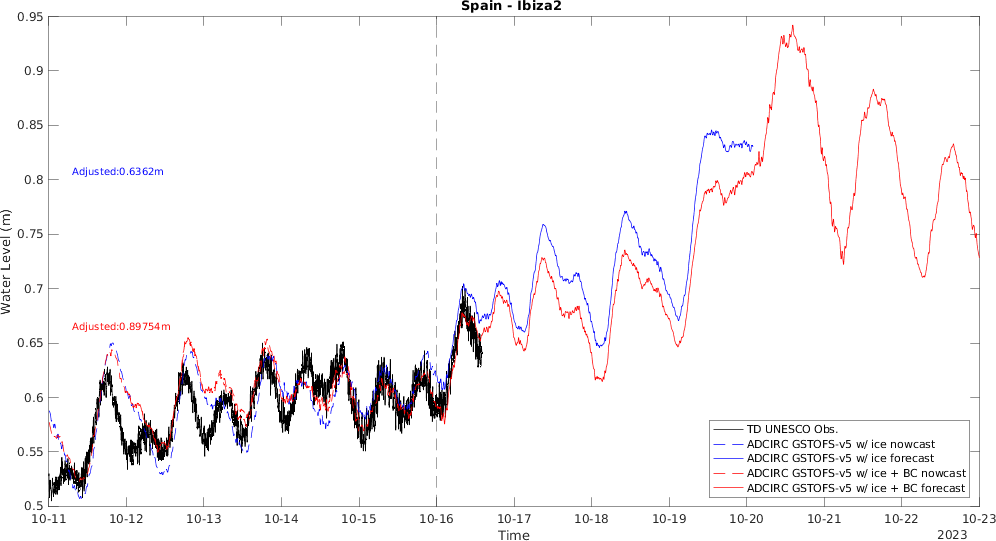 Spain - Ibiza2
0.95
0.9
0.85
0.8
0.75
0.7
0.65
0.6
0.55
0.5
Water Level (m)
Adjusted:0.6362m
Adjusted:0.89754m
TD UNESCO Obs.
ADCIRC GSTOFS-v5 w/ ice nowcast
ADCIRC GSTOFS-v5 w/ ice forecast
ADCIRC GSTOFS-v5 w/ ice + BC nowcast
ADCIRC GSTOFS-v5 w/ ice + BC forecast
10-11 10-12 10-13 10-14 10-15 10-16 10-17 10-18 10-19 10-20 10-21 10-22 10-23
Time
2023